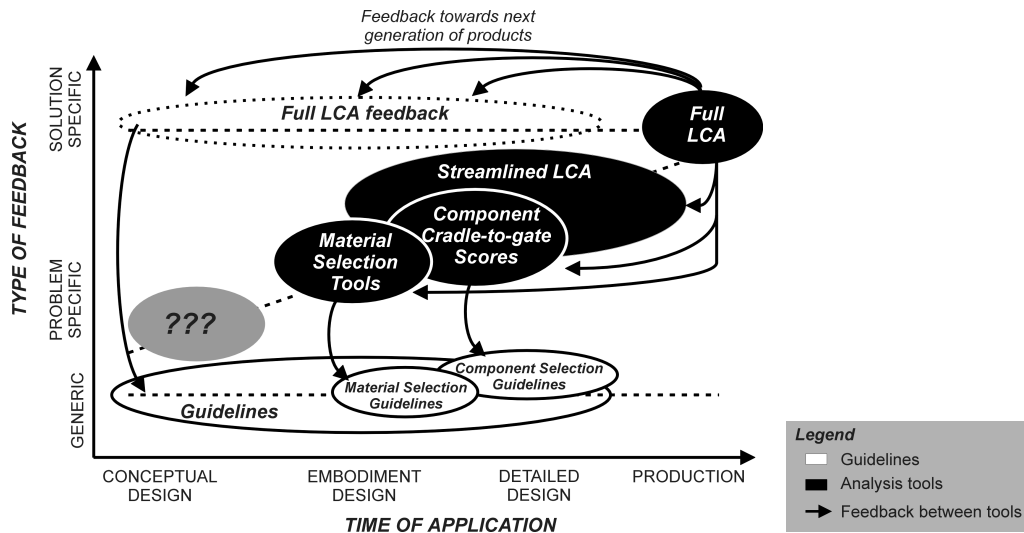 Feedback towards next
generation of products
TYPE OF FEEDBACK
SOLUTION
SPECIFIC
PROBLEM
SPECIFIC
GENERIC
Full LCA feedback
Full
LCA
Streamlined LCA
Component
Cradle-to-gate
Scores
Material
Selection
Tools
???
Component Selection
Guidelines
Material Selection
Guidelines
Guidelines
CONCEPTUAL
DESIGN
EMBODIMENT
DESIGN
DETAILED
DESIGN
PRODUCTION
TIME OF APPLICATION
Legend
Guidelines
Analysis tools
Feedback between tools